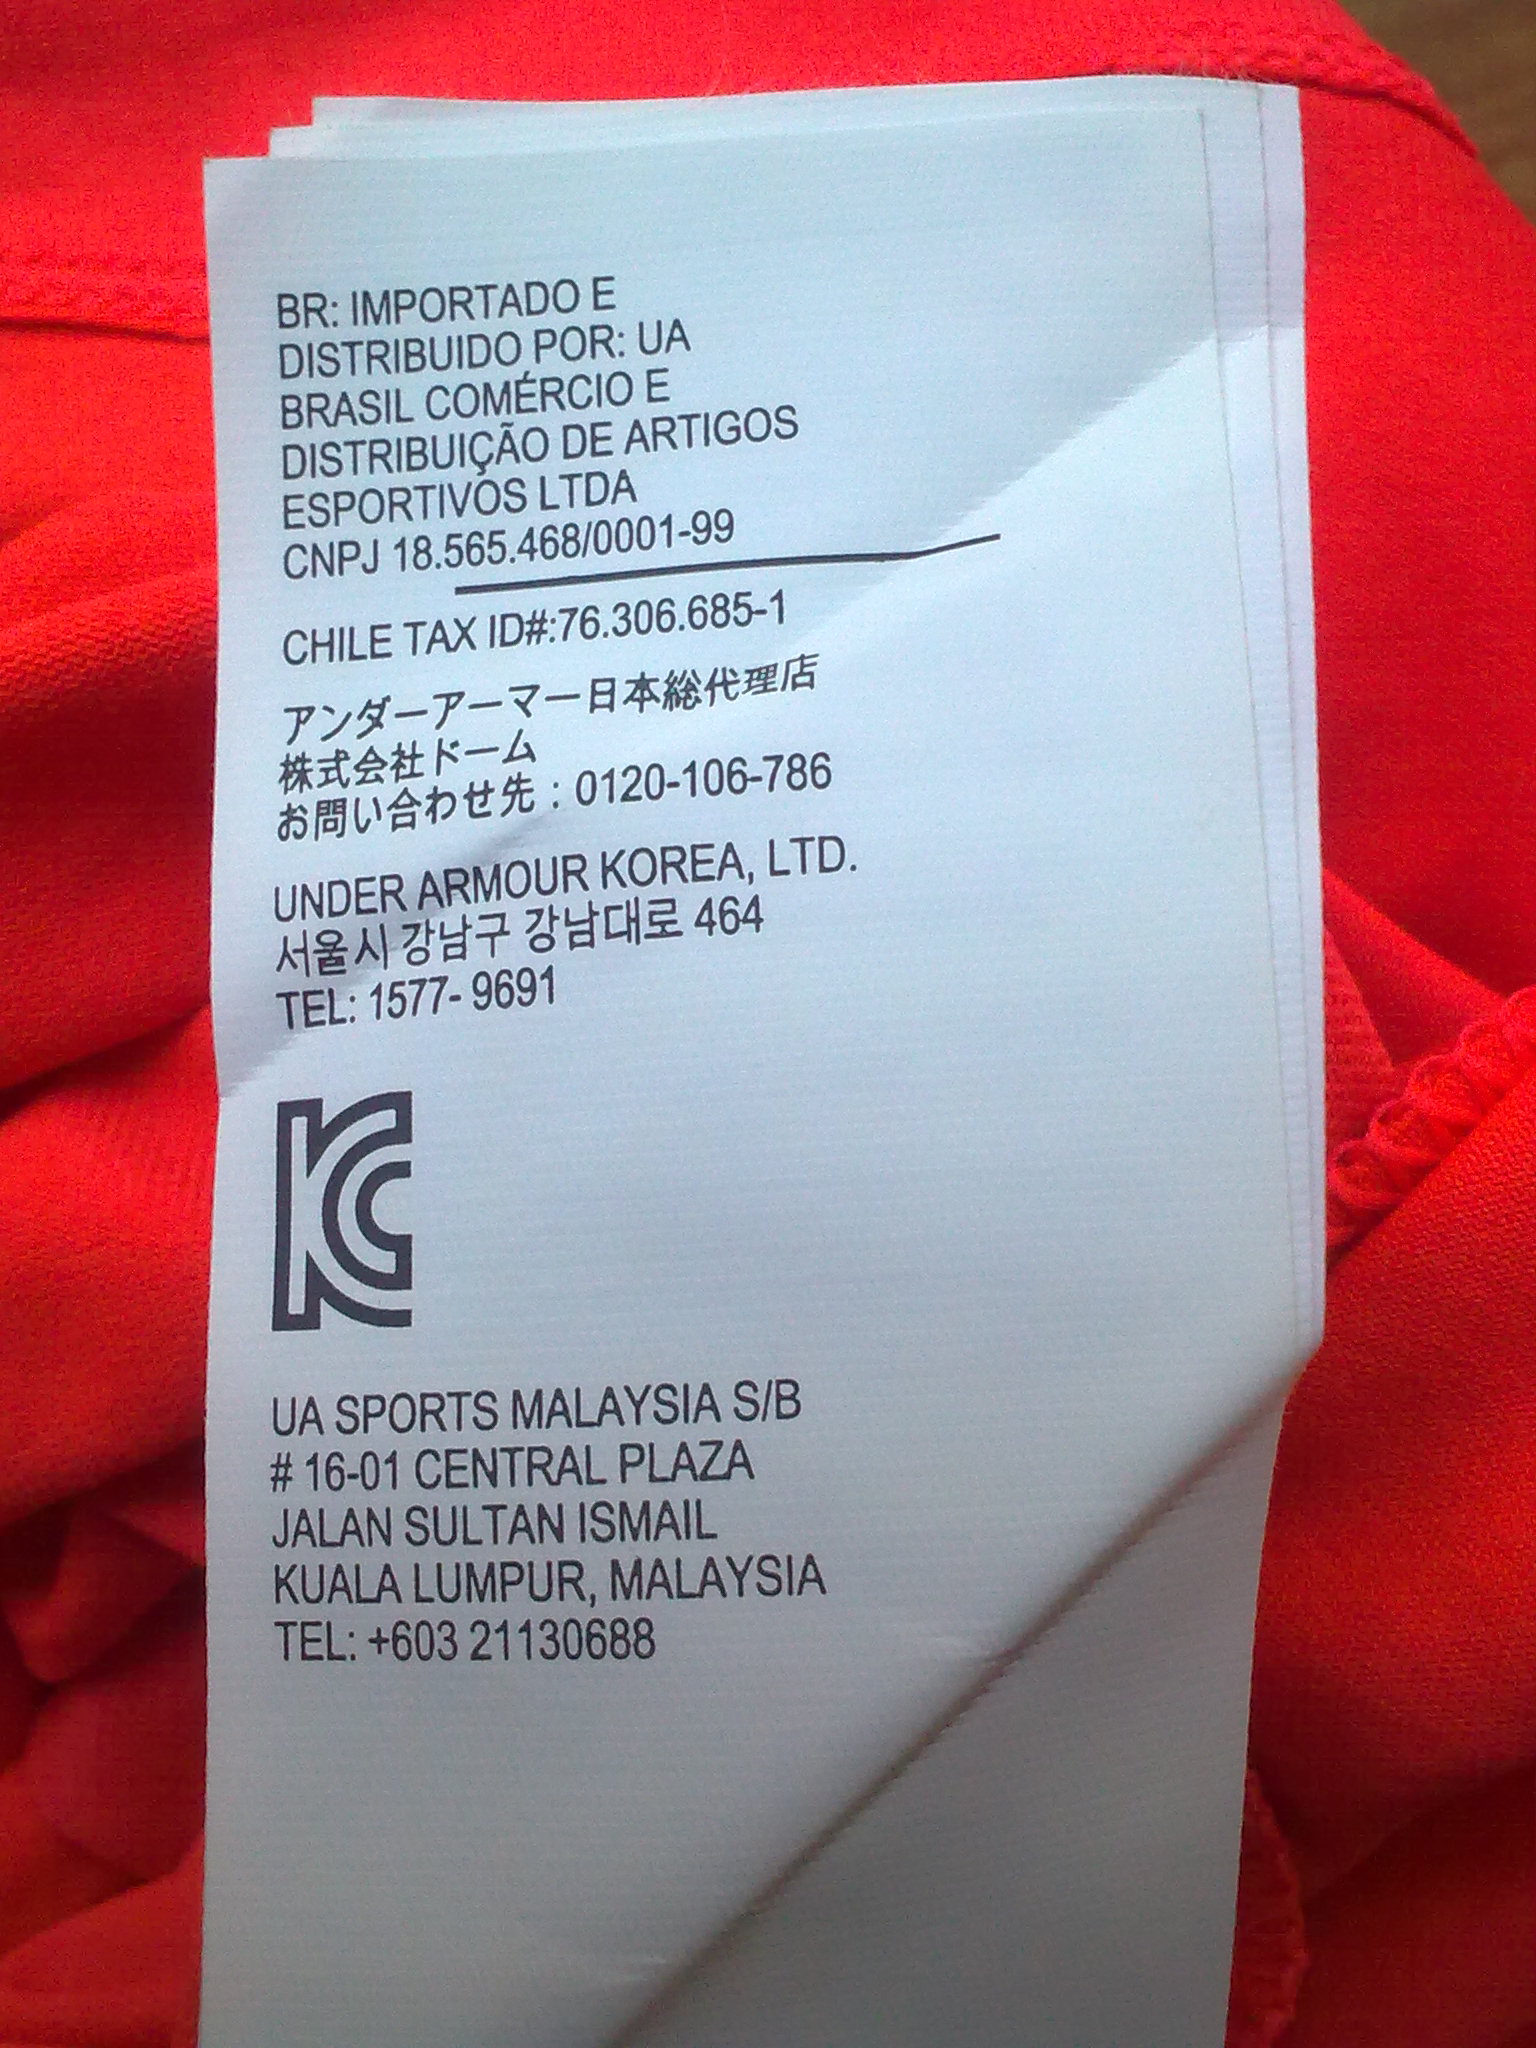 BR: IMPORTADO E
DISTRIBUIDO POR: UA
BRASIL COMÉRCIO E
DISTRIBUIÇÃO DE ARTIGOS
ESPORTIVOS LTDA
CNPJ 18.565.468/0001-99
CHILE TAX ID#:76.306.685-1
アンダーアーマー日本総代理店
株式会社ドーム
お問い合わせ先：0120-106-786
UNDER ARMOUR KOREA, LTD.
서울시 강남구 강남대로 464
TEL: 1577- 9691
KC
UA SPORTS MALAYSIA S/B
# 16-01 CENTRAL PLAZA
JALAN SULTAN ISMAIL
KUALA LUMPUR, MALAYSIA
TEL: +603 21130688